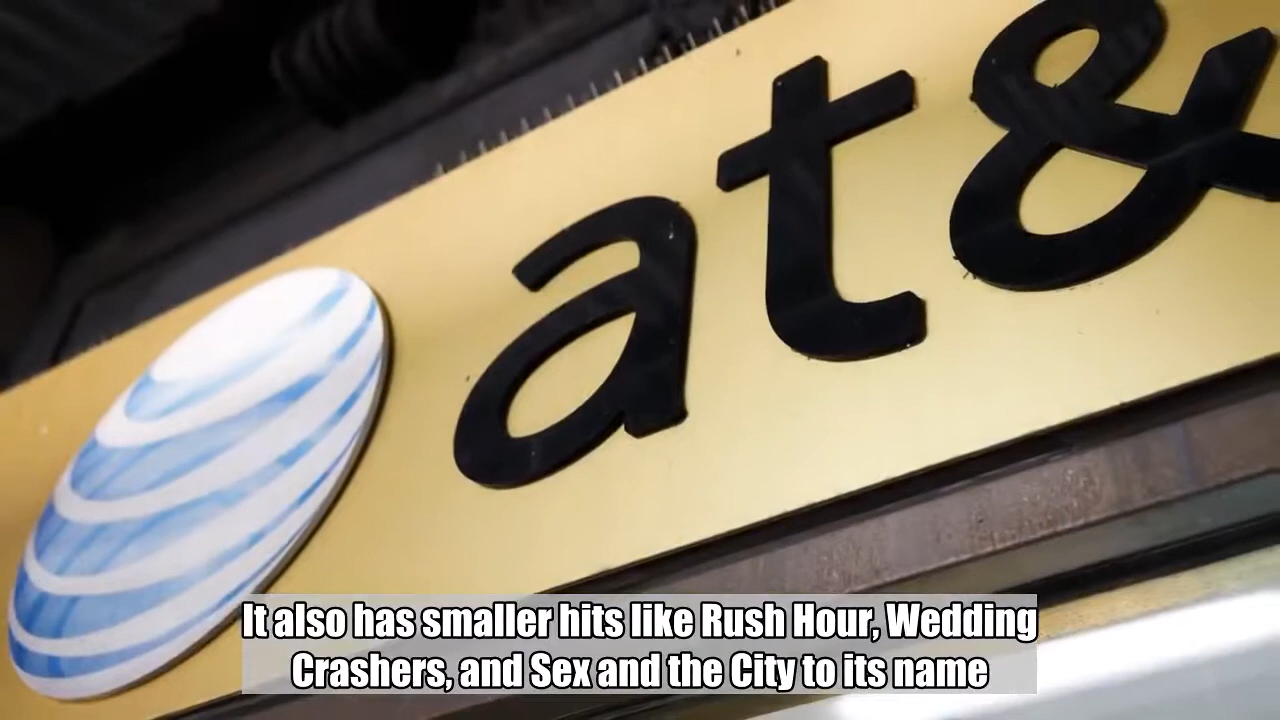 at&
It also has smaller hits like Rush Hour, Wedding
Crashers, and Sex and the City to its name